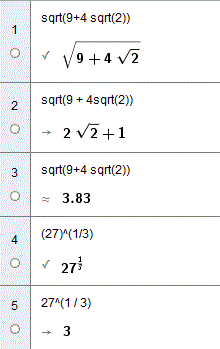 1
sqrt(9+4 sqrt(2))
✓ √(9 + 4 √2)
2
sqrt(9 + 4sqrt(2))
→ 2 √2 + 1
3
sqrt(9+4 sqrt(2))
≈ 3.83
4
(27)^(1/3)
✓ 27^(1/3)
5
27^(1 / 3)
→ 3